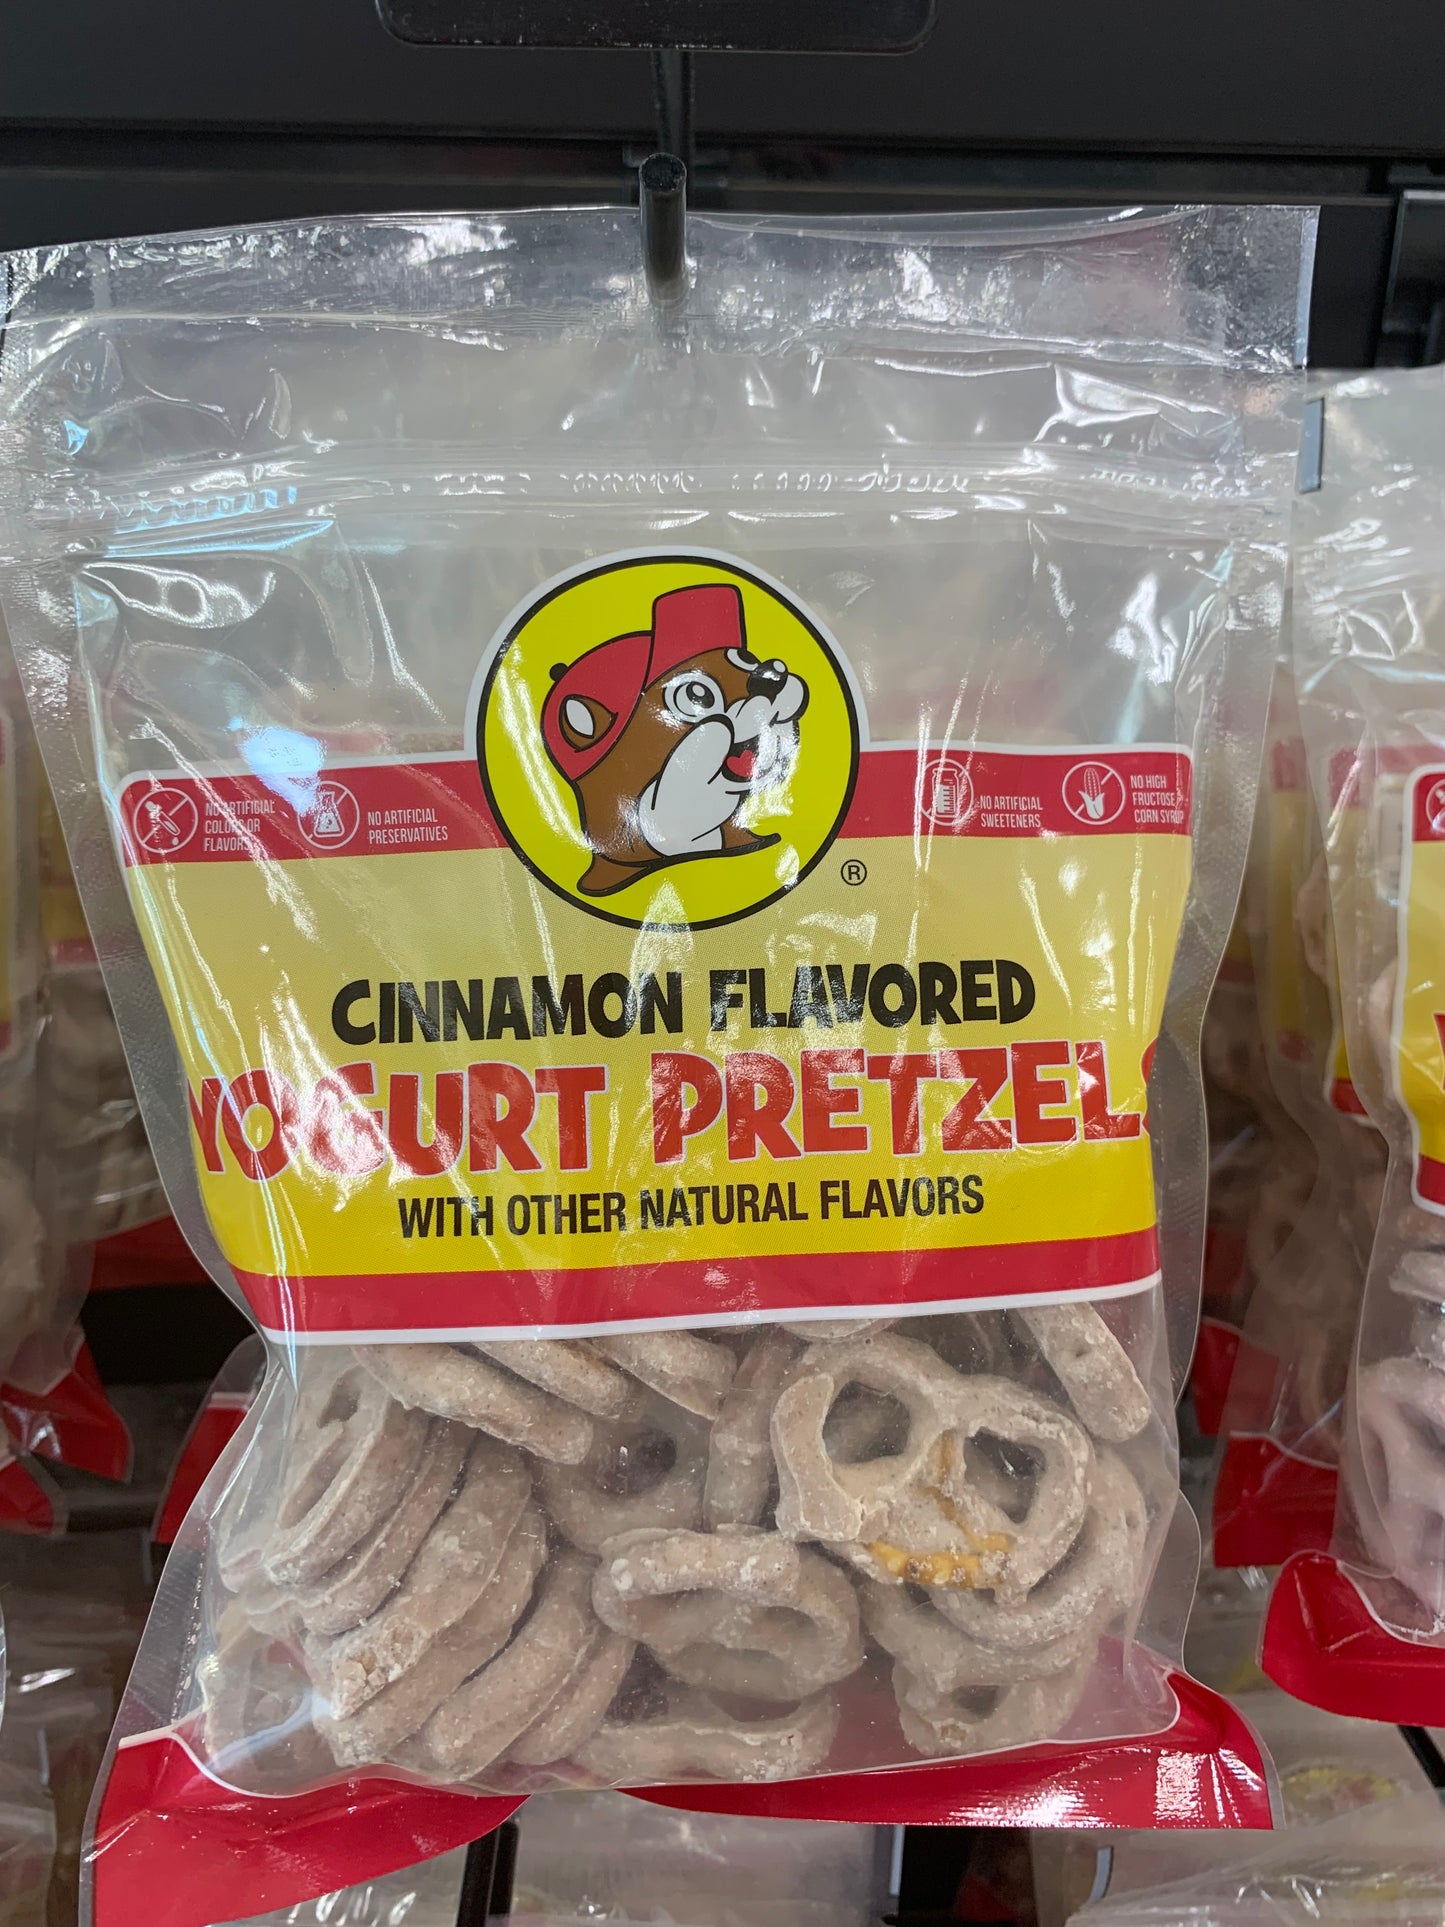 NO ARTIFICIAL
COLORS OR
FLAVORS
NO ARTIFICIAL
PRESERVATIVES
NO ARTIFICIAL
SWEETENERS
NO HIGH
FRUCTOSE
CORN SYRUP
®
CINNAMON FLAVORED
YOGURT PRETZELS
WITH OTHER NATURAL FLAVORS